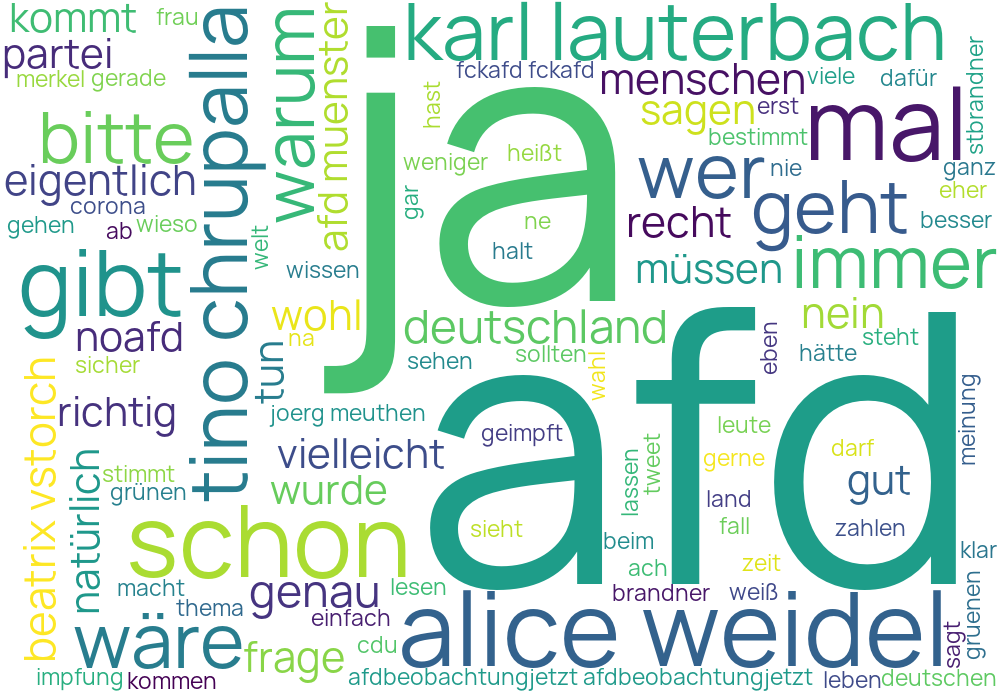 kommt
frau
karl lauterbach
partei
merkel
gerade
tino chrupalla
warum
afd muenster
ja
fckafd fckafd
menschen
viele
dafür
stbrandner
hast
sagen
erst
mal
bitte
bestimmt
weniger
heißt
wer
nie
ganz
eigentlich
gar
geht
eher
corona
recht
besser
gehen
ab
wieso
welt
ne
halt
immer
gibt
wissen
müssen
wohl
nein
noafd
na
deutschland
steht
sicher
tun
sehen
sollten
wahl
eben
hätte
afd
beatrix vstorch
richtig
joerg meuthen
meinung
geimpft
leute
vielleicht
lassen
tweet
gerne
darf
natürlich
stimmt
grünen
wurde
land
gut
schon
sieht
fall
zahlen
beim
klar
macht
genau
lesen
ach
zeit
thema
einfach
brandner
weiß
gruenen
wäre
frage
cdu
alice weidel
sagt
impfung
kommen
afdbeobachtungjetzt afdbeobachtungjetzt
leben
deutschen